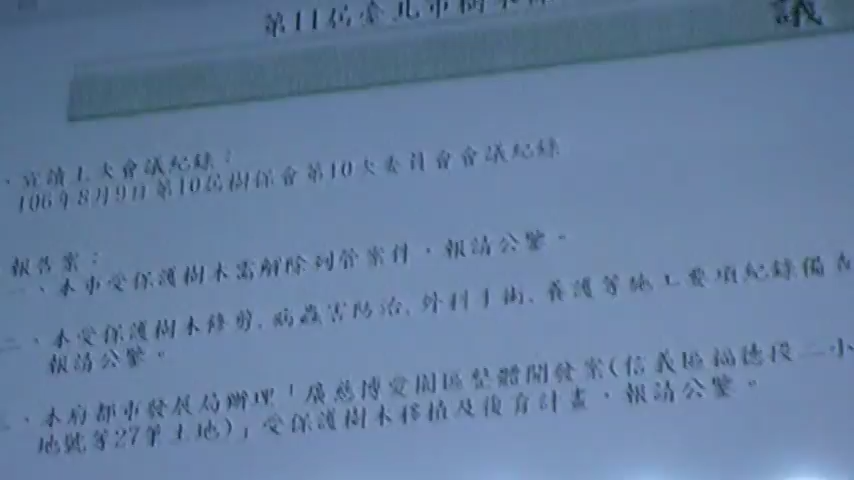 第11屆臺北市樹木保
議
、宣讀上次會議紀錄：
106年8月9日第10屆樹保會第10次委員會會議紀錄
報告案：
一、本市受保護樹木需解除列管案件，報請公鑒。
二、本受保護樹木修剪、病蟲害防治、外科手術、養護等施工要項紀錄備查
報請公鑒。
、本府都市發展局辦理「廣慈博愛園區整體開發案(信義區福德段二小
地號等27筆土地)」受保護樹木移植及復育計畫，報請公鑒。